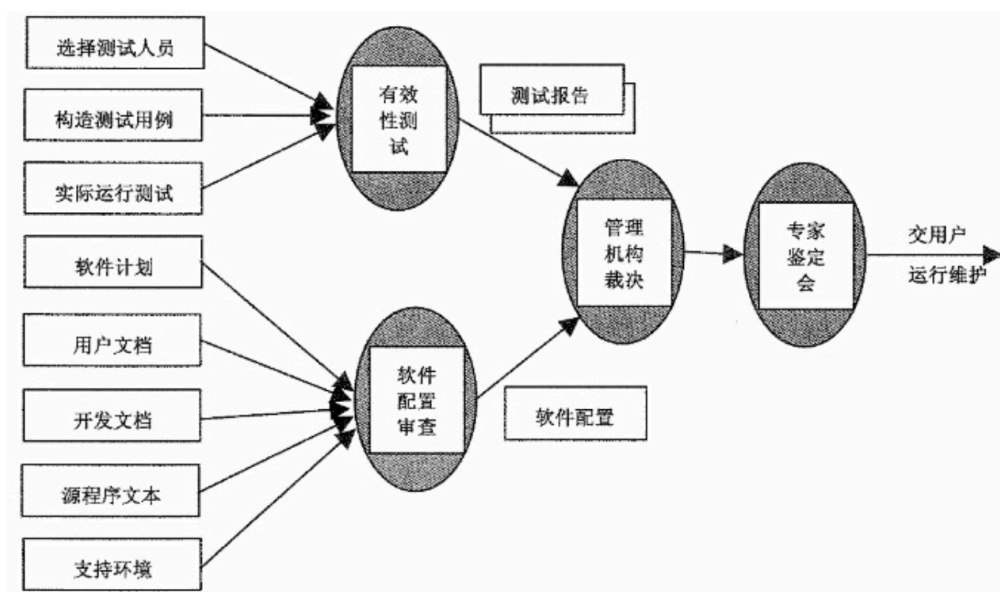 选择测试人员
构造测试用例
实际运行测试
软件计划
用户文档
开发文档
源程序文本
支持环境
有效
性测
试
测试报告
软件
配置
审查
软件配置
管理
机构
裁决
专家
鉴定
会
交用户
运行维护